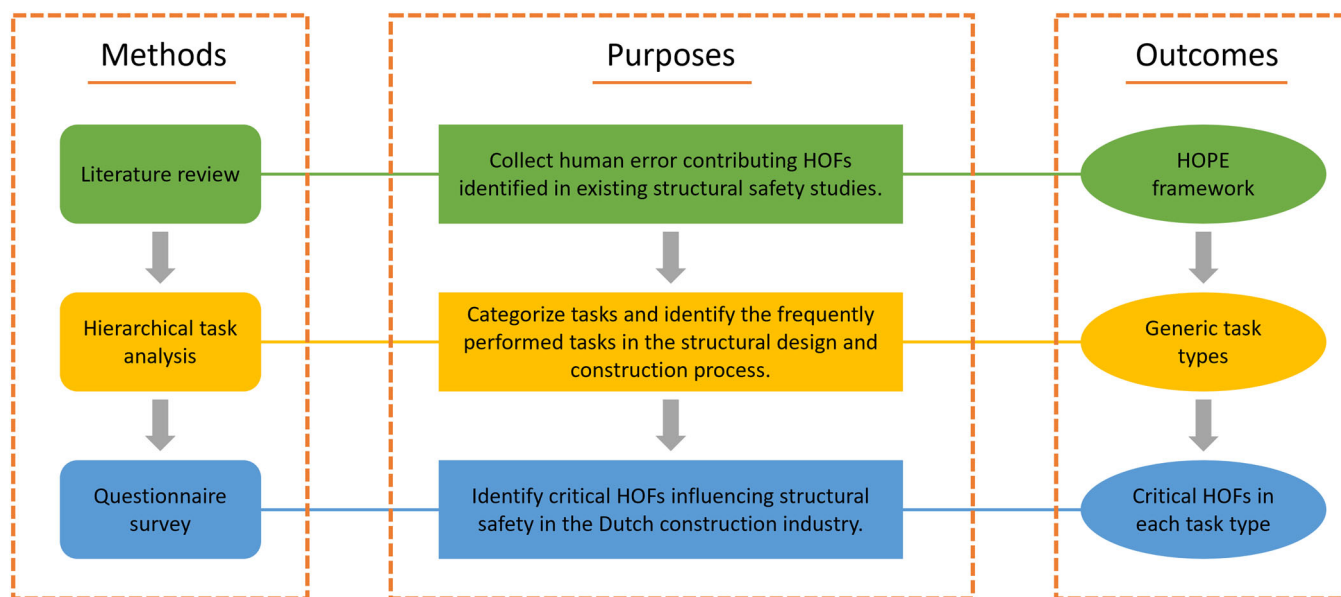 Methods
Purposes
Outcomes
Literature review
Collect human error contributing HOFs
identified in existing structural safety studies.
HOPE
framework
Hierarchical task
analysis
Categorize tasks and identify the frequently
performed tasks in the structural design and
construction process.
Generic task
types
Questionnaire
survey
Identify critical HOFs influencing structural
safety in the Dutch construction industry.
Critical HOFs in
each task type